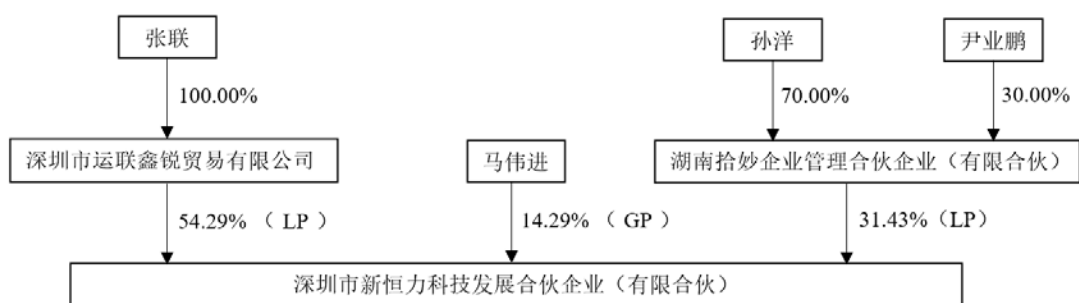 张联
孙洋
尹业鹏
100.00%
70.00%
30.00%
深圳市运联鑫锐贸易有限公司
马伟进
湖南拾妙企业管理合伙企业（有限合伙）
54.29% （ LP ）
14.29% （ GP ）
31.43%（LP）
深圳市新恒力科技发展合伙企业（有限合伙）